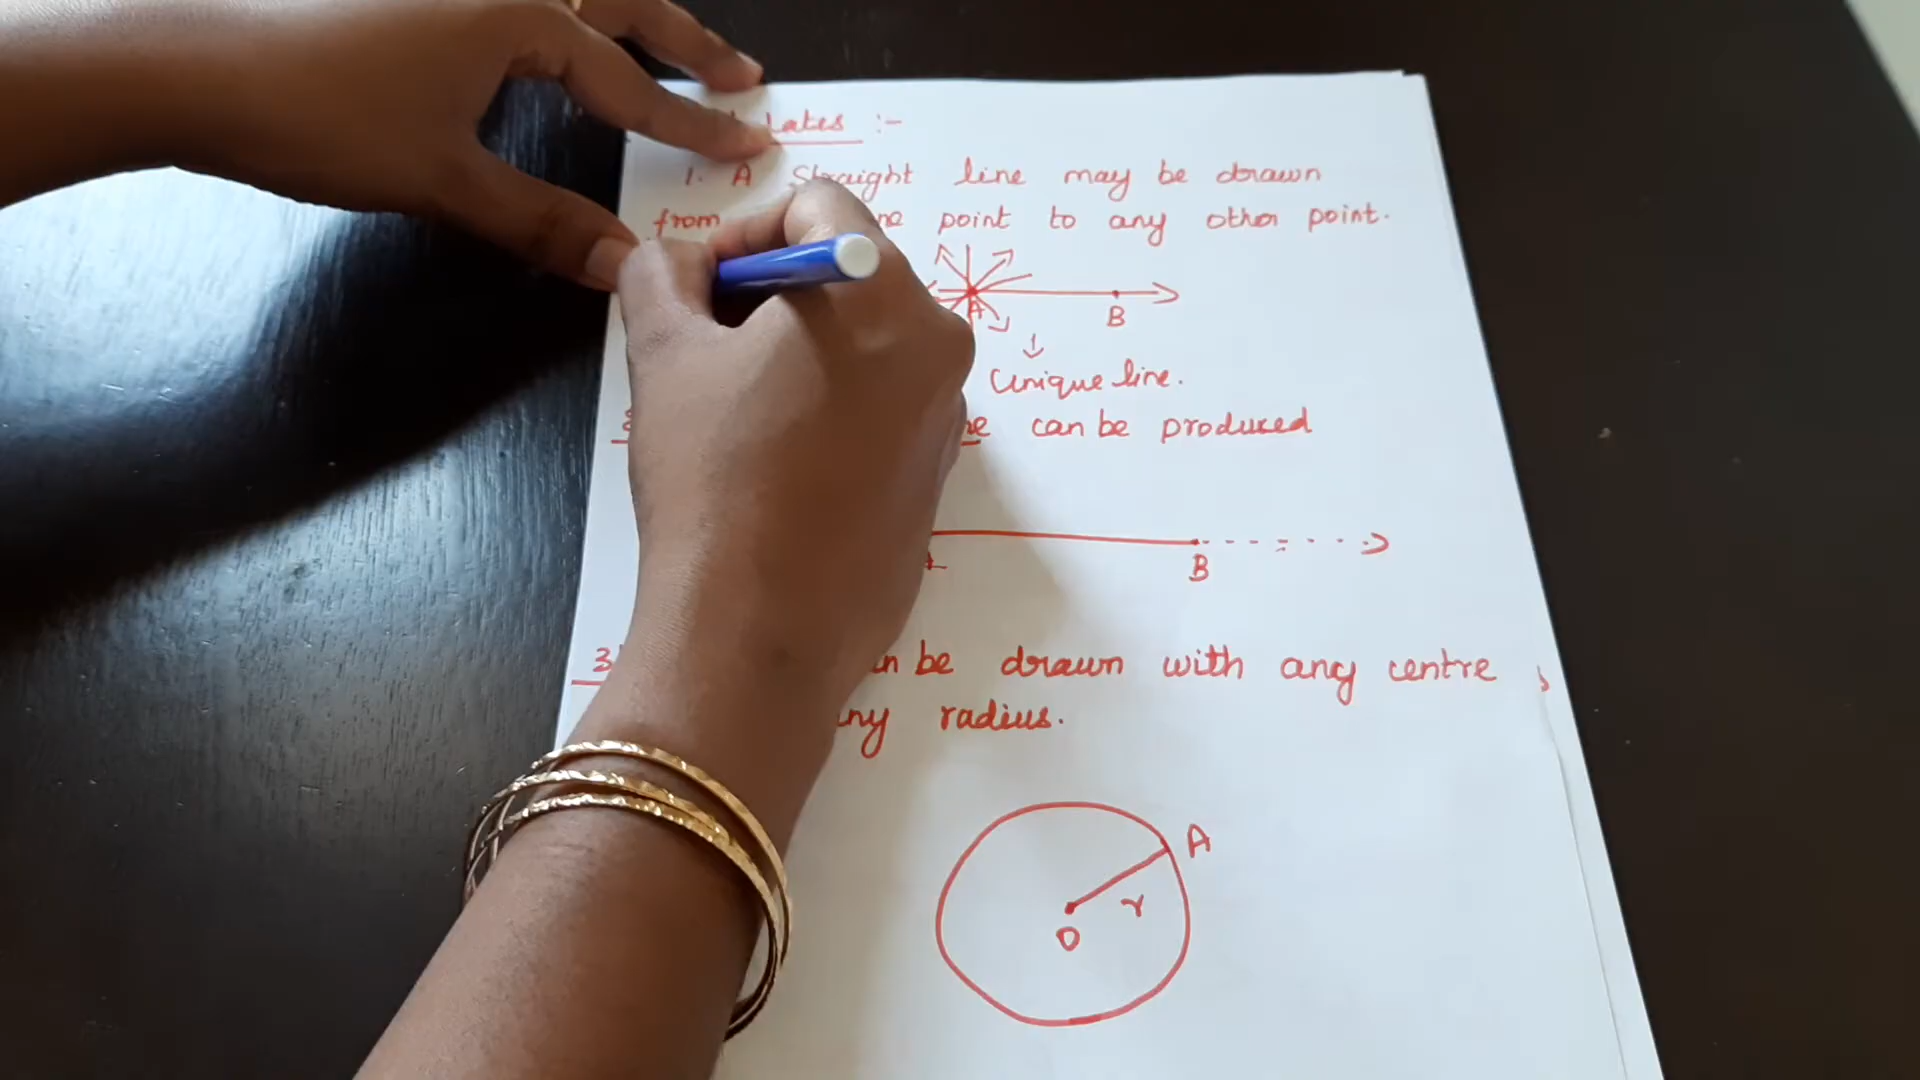 :-
1. A Straight line may be drawn
from point to any other point.
A B
Unique line.
can be produced
B
3 be drawn with any centre ,
radius.
A
r
O